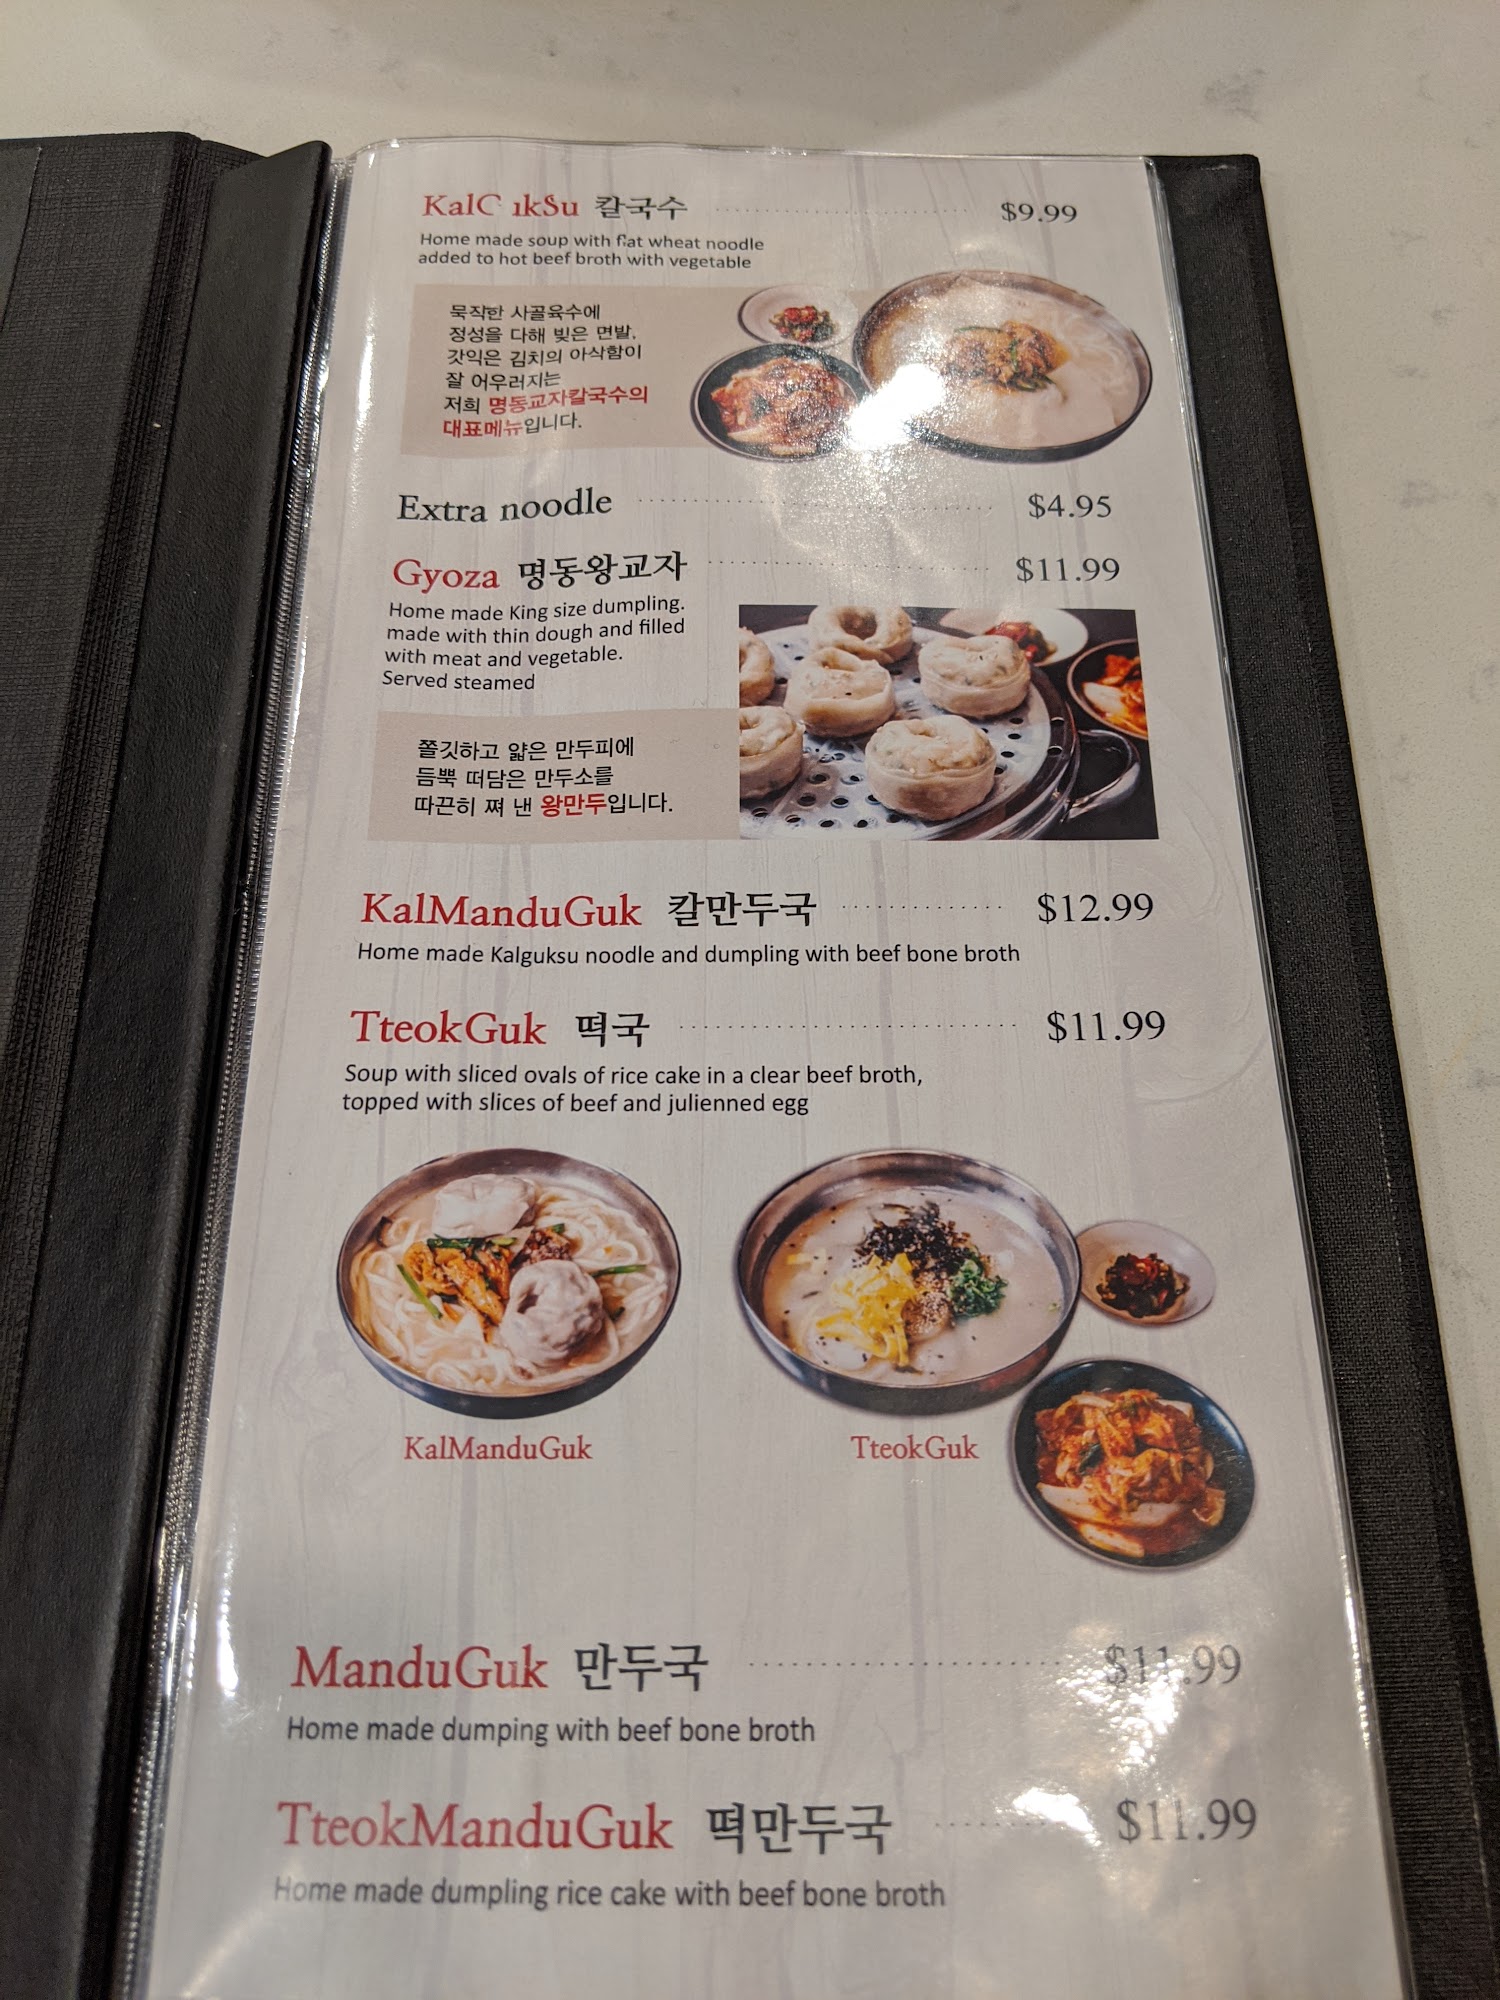 KalGukSu 칼국수 $9.99
Home made soup with flat wheat noodle
added to hot beef broth with vegetable
묵직한 사골육수에
정성을 다해 빚은 면발,
갓익은 김치의 아삭함이
잘 어우러지는
저희 명동교자칼국수의
대표메뉴입니다.
Extra noodle $4.95
Gyoza 명동왕교자 $11.99
Home made King size dumpling.
made with thin dough and filled
with meat and vegetable.
Served steamed
쫄깃하고 얇은 만두피에
듬뿍 떠담은 만두소를
따끈히 쪄 낸 왕만두입니다.
KalManduGuk 칼만두국 $12.99
Home made Kalguksu noodle and dumpling with beef bone broth
TteokGuk 떡국 $11.99
Soup with sliced ovals of rice cake in a clear beef broth,
topped with slices of beef and julienned egg
KalManduGuk TteokGuk
ManduGuk 만두국 $11.99
Home made dumping with beef bone broth
TteokManduGuk 떡만두국 $11.99
Home made dumpling rice cake with beef bone broth